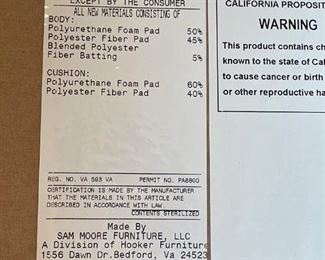 EXCEPT BY THE CONSUMER
ALL NEW MATERIALS CONSISTING OF
BODY:
Polyurethane Foam Pad 50%
Polyester Fiber Pad 45%
Blended Polyester
Fiber Batting 5%
CUSHION:
Polyurethane Foam Pad 60%
Polyester Fiber Pad 40%
REG. NO. VA 593 VA PERMIT NO. PA8800
CERTIFICATION IS MADE BY THE MANUFACTURER
THAT THE MATERIALS IN THIS ARTICLE ARE
DESCRIBED IN ACCORDANCE WITH LAW.
CONTENTS STERILIZED
Made By
SAM MOORE FURNITURE, LLC
A Division of Hooker Furniture
1556 Dawn Dr.Bedford, Va 24523
CALIFORNIA PROPOSIT
WARNING
This product contains ch
known to the state of Cal
to cause cancer or birth
or other reproductive ha